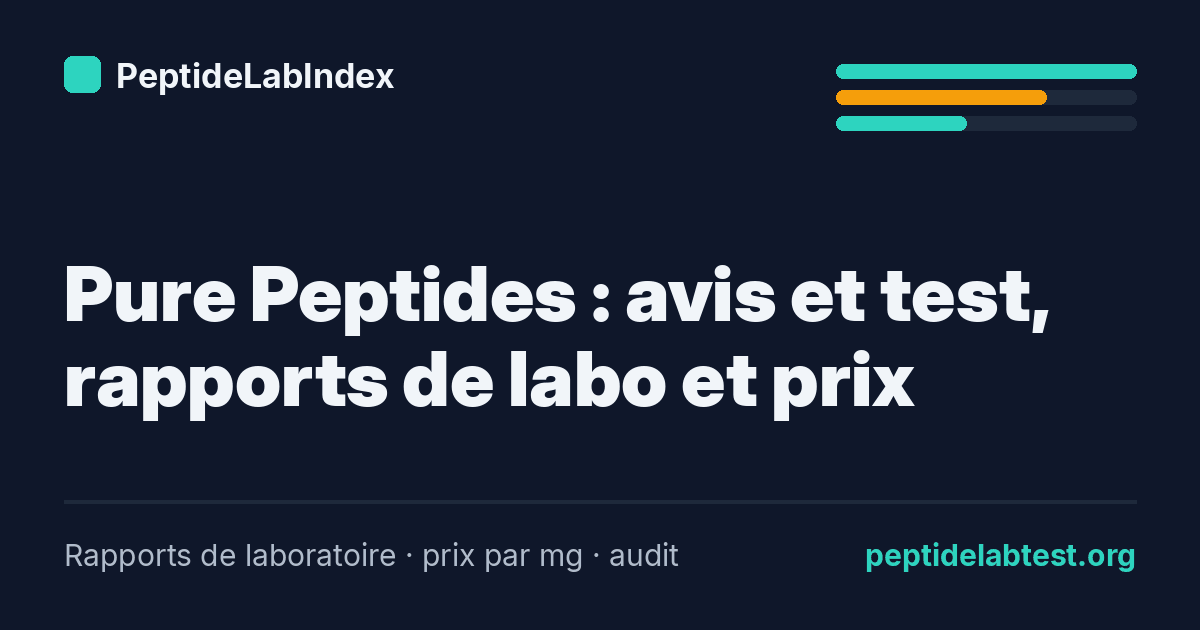 PeptideLabIndex
Pure Peptides : avis et test,
rapports de labo et prix
Rapports de laboratoire · prix par mg · audit
peptidelabtest.org